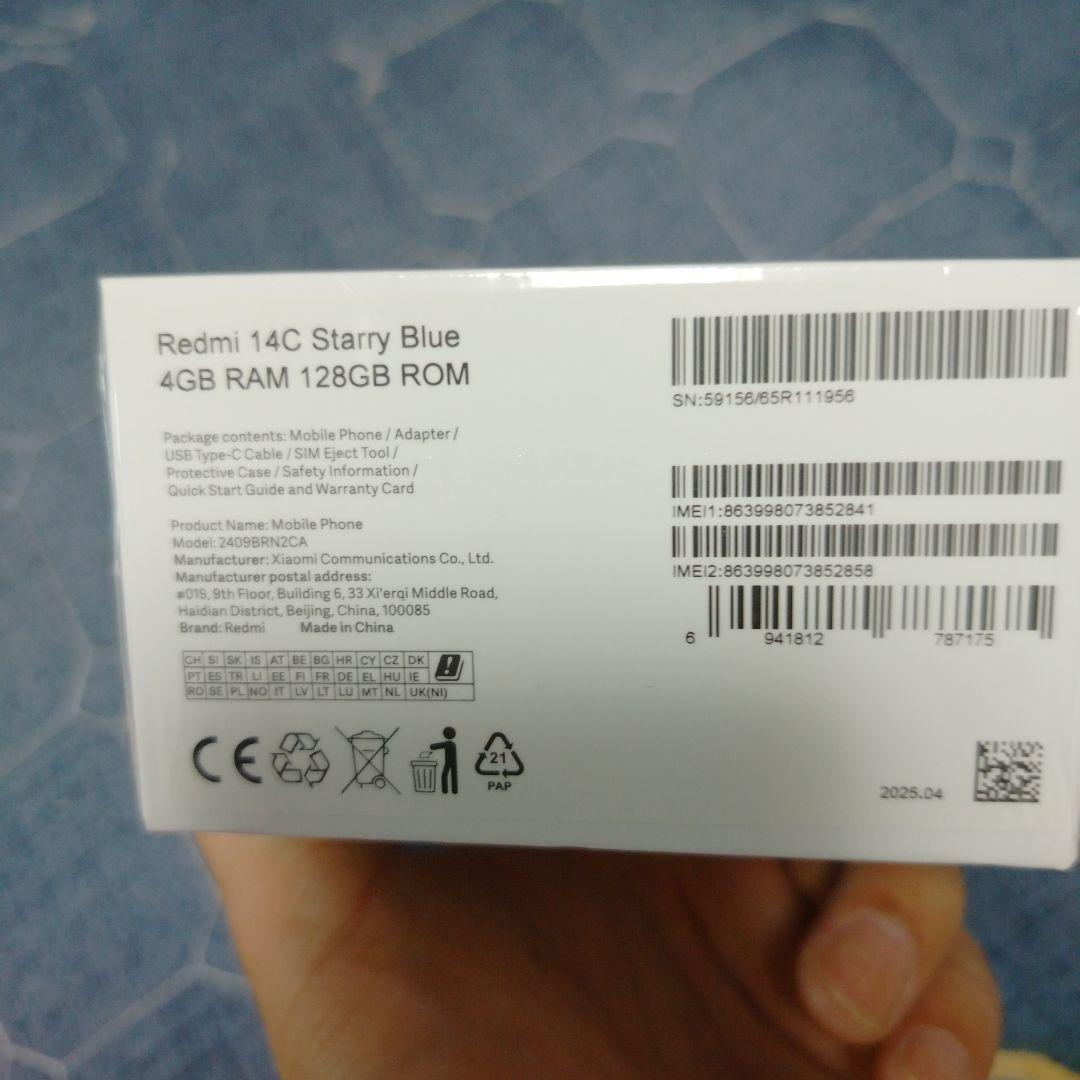 Redmi 14C Starry Blue
4GB RAM 128GB ROM
Package contents: Mobile Phone / Adapter /
USB Type-C Cable / SIM Eject Tool /
Protective Case / Safety Information /
Quick Start Guide and Warranty Card
Product Name: Mobile Phone
Model: 2409BRN2CA
Manufacturer: Xiaomi Communications Co., Ltd.
Manufacturer postal address:
#019, 9th Floor, Building 6, 33 Xi'erqi Middle Road,
Haidian District, Beijing, China, 100085
Brand: Redmi Made in China
CH SI SK IS AT BE BG HR CY CZ DK
PT ES TR LI EE FI FR DE EL HU IE
RO SE PL NO IT LV LT LU MT NL UK(NI)
CE
21
PAP
SN:59156/65R111956
IMEI1:863998073852841
IMEI2:863998073852858
6 941812 787175
2025.04